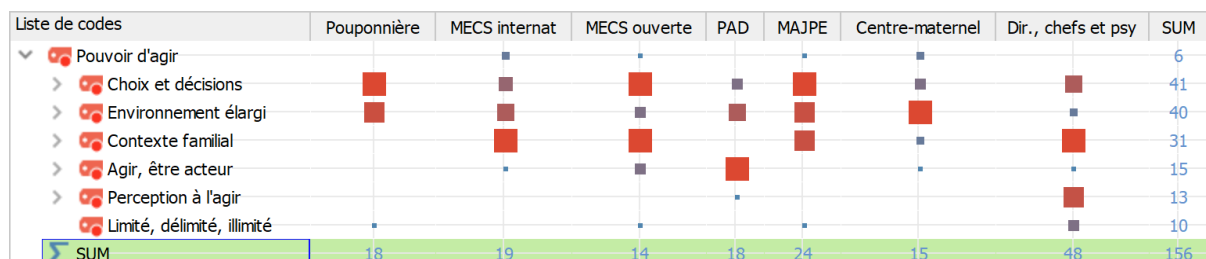 Liste de codes Pouponnière MECS internat MECS ouverte PAD MAJPE Centre-maternel Dir., chefs et psy SUM
Pouvoir d'agir 6
Choix et décisions 41
Environnement élargi 40
Contexte familial 31
Agir, être acteur 15
Perception à l'agir 13
Limité, délimité, illimité 10
Σ SUM 18 19 14 18 24 15 48 156